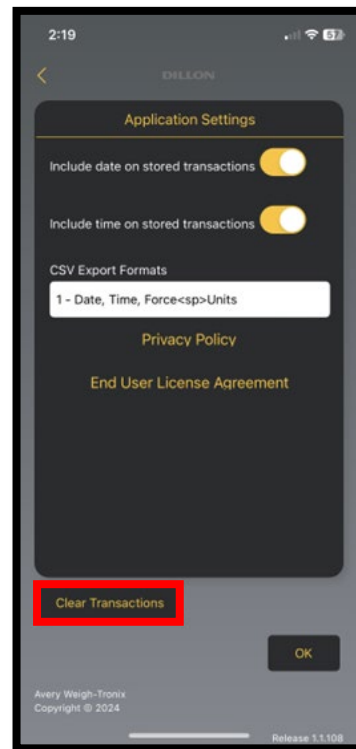 2:19
57
DILLON
Application Settings
Include date on stored transactions
Include time on stored transactions
CSV Export Formats
1 - Date, Time, Force<sp>Units
Privacy Policy
End User License Agreement
Clear Transactions
OK
Avery Weigh-Tronix
Copyright © 2024
Release 1.1.108